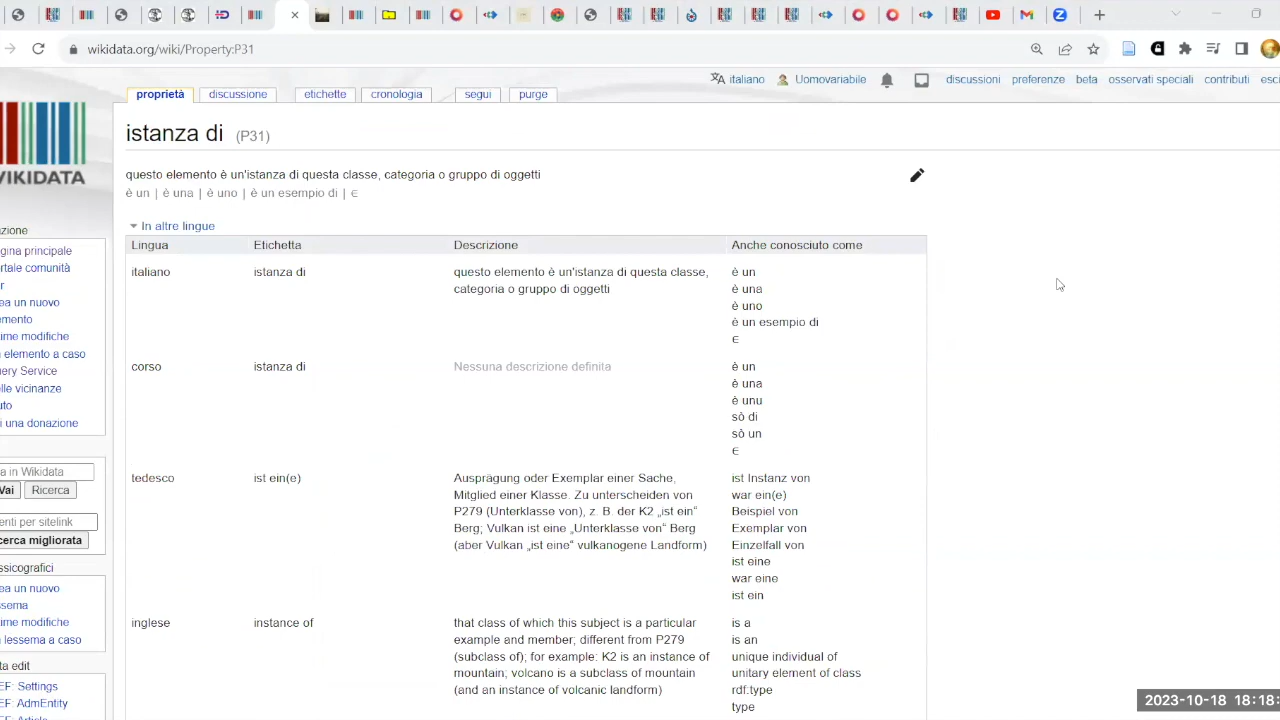 wikidata.org/wiki/Property:P31
italiano Uomovariabile discussioni preferenze beta osservati speciali contributi esci
proprietà discussione etichette cronologia segui purge
istanza di (P31)
questo elemento è un'istanza di questa classe, categoria o gruppo di oggetti
è un | è una | è uno | è un esempio di | ∈
In altre lingue
Lingua Etichetta Descrizione Anche conosciuto come
italiano istanza di questo elemento è un'istanza di questa classe, è un
categoria o gruppo di oggetti è una
è uno
è un esempio di
∈
corso istanza di Nessuna descrizione definita è un
è una
è unu
sò di
sò un
∈
tedesco ist ein(e) Ausprägung oder Exemplar einer Sache, ist Instanz von
Mitglied einer Klasse. Zu unterscheiden von war ein(e)
P279 (Unterklasse von), z. B. der K2 „ist ein“ Beispiel von
Berg; Vulkan ist eine „Unterklasse von“ Berg Exemplar von
(aber Vulkan „ist eine“ vulkanogene Landform) Einzelfall von
ist eine
war eine
ist ein
inglese instance of that class of which this subject is a particular is a
example and member; different from P279 is an
(subclass of); for example: K2 is an instance of unique individual of
mountain; volcano is a subclass of mountain unitary element of class
(and an instance of volcanic landform) rdf:type
type
WIKIDATA
azione
gina principale
rtale comunità
r
ea un nuovo
emento
time modifiche
n elemento a caso
uery Service
elle vicinanze
uto
i una donazione
a in Wikidata
Vai Ricerca
enti per sitelink
cerca migliorata
ssicografici
ea un nuovo
ssema
time modifiche
n lessema a caso
ta edit
EF: Settings
EF: AdmEntity
EF: Article
2023-10-18 18:18: